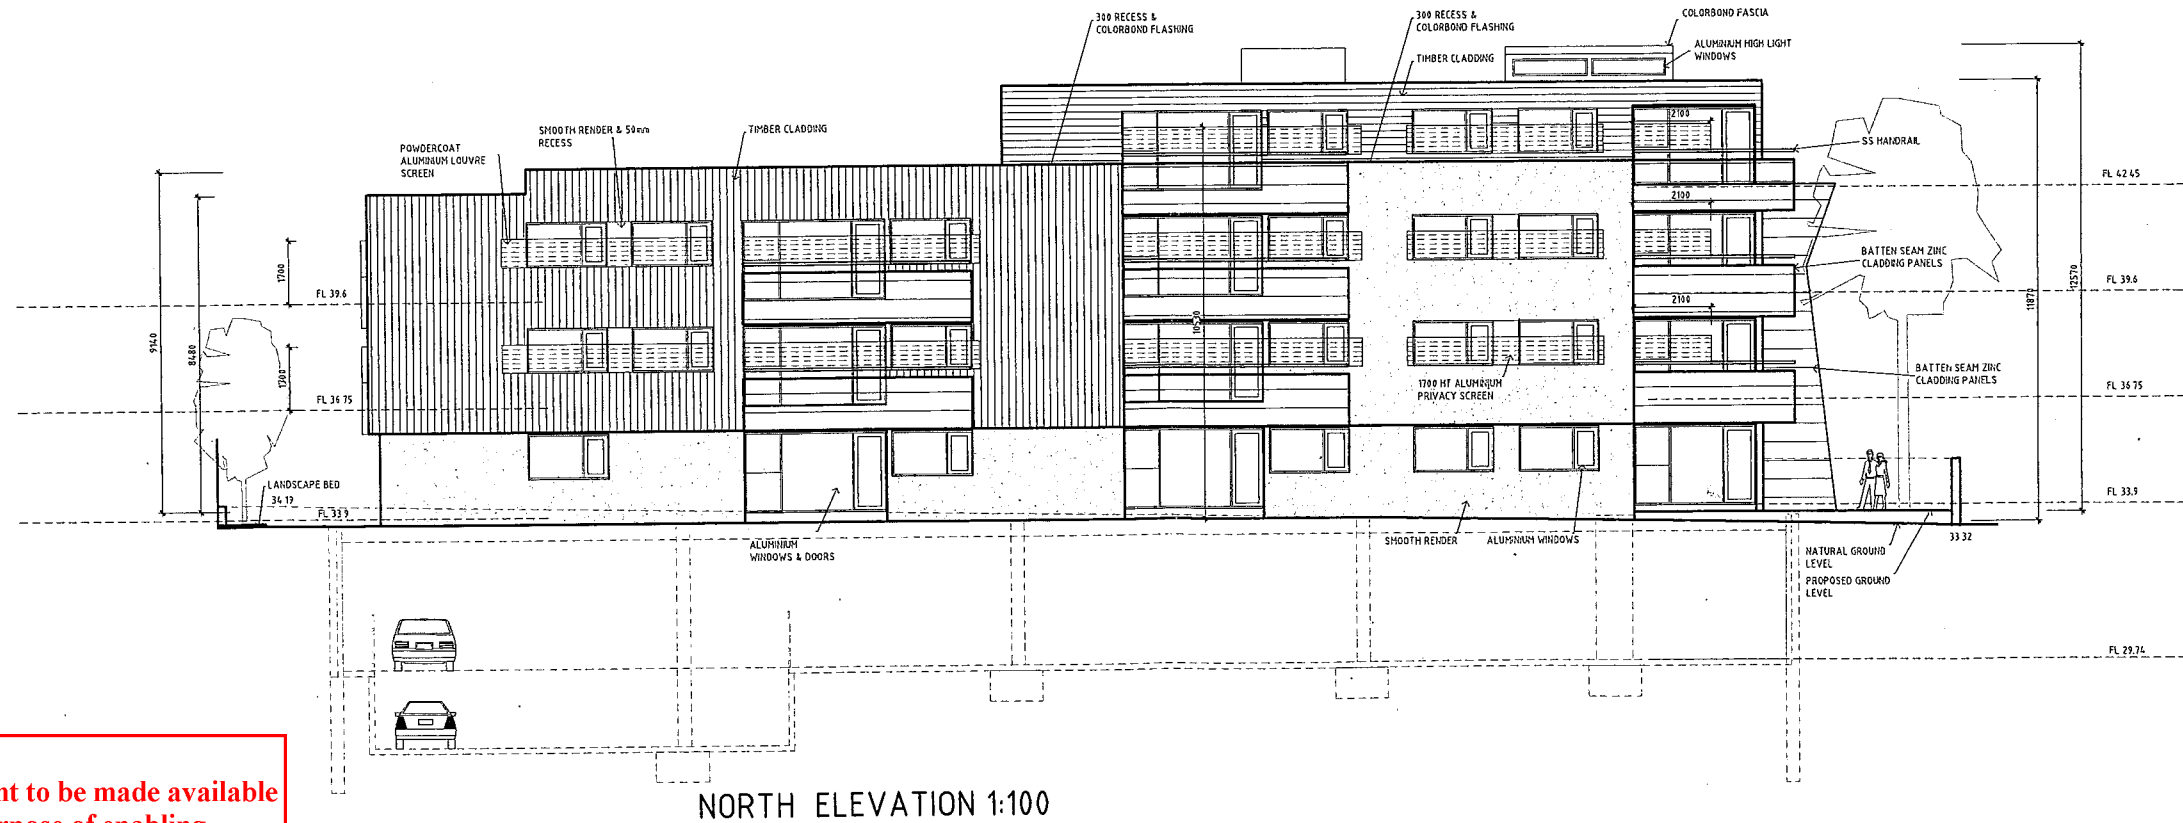 300 RECESS &
COLORBOND FLASHING
300 RECESS &
COLORBOND FLASHING
COLORBOND FASCIA
ALUMINIUM HIGH LIGHT
WINDOWS
TIMBER CLADDING
SMOOTH RENDER & 50mm
RECESS
TIMBER CLADDING
POWDERCOAT
ALUMINIUM LOUVRE
SCREEN
2100
SS HANDRAIL
FL 42 45
2100
BATTEN SEAM ZINC
CLADDING PANELS
FL 39.6
FL 39.6
1700
2100
12570
11870
10530
9140
8480
1700
BATTEN SEAM ZINC
CLADDING PANELS
1700 HT ALUMINIUM
PRIVACY SCREEN
FL 36 75
FL 36 75
LANDSCAPE BED
34 19
FL 33 9
FL 33.9
ALUMINIUM
WINDOWS & DOORS
SMOOTH RENDER
ALUMINIUM WINDOWS
33 32
NATURAL GROUND
LEVEL
PROPOSED GROUND
LEVEL
FL 29.74
nt to be made available
NORTH ELEVATION 1:100